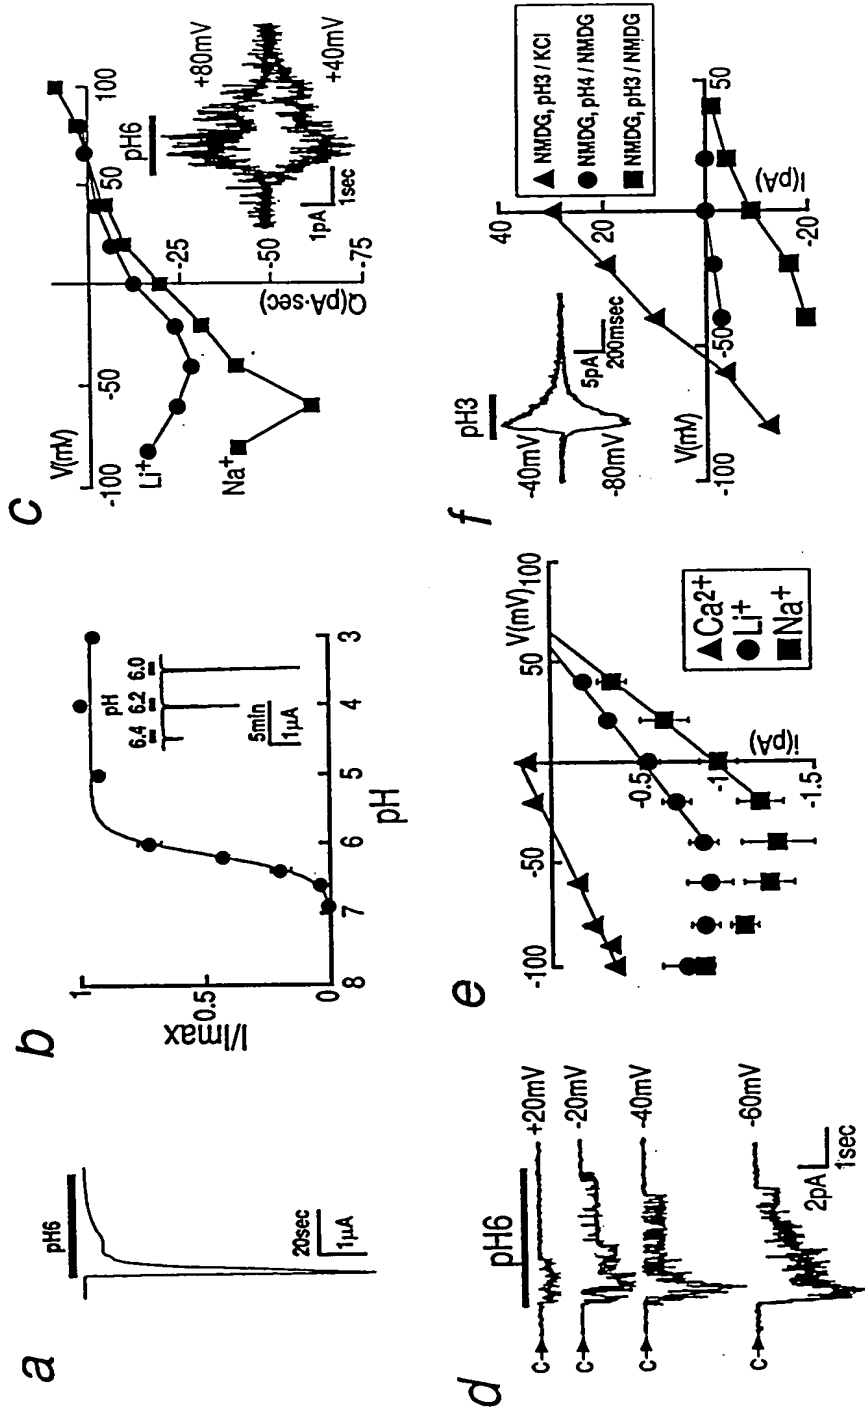 a
pH6
20sec
1μA
b
I/Imax
1
0.5
0
8
7
6
5
4
3
pH
pH
6.4
6.2
6.0
5min
1μA
c
V(mV)
-100
-50
50
100
-25
-50
-75
Q(pA·sec)
Li+
Na+
pH6
+80mV
+40mV
1pA
1sec
d
pH6
C
+20mV
C
-20mV
C
-40mV
C
-60mV
2pA
1sec
e
-100
-50
50
100
V(mV)
-0.5
-1
-1.5
i(pA)
Ca2+
Li+
Na+
f
pH3
-40mV
-80mV
5pA
200msec
40
20
-20
I(pA)
V(mV)
-100
-50
50
NMDG, pH3 / KCl
NMDG, pH4 / NMDG
NMDG, pH3 / NMDG